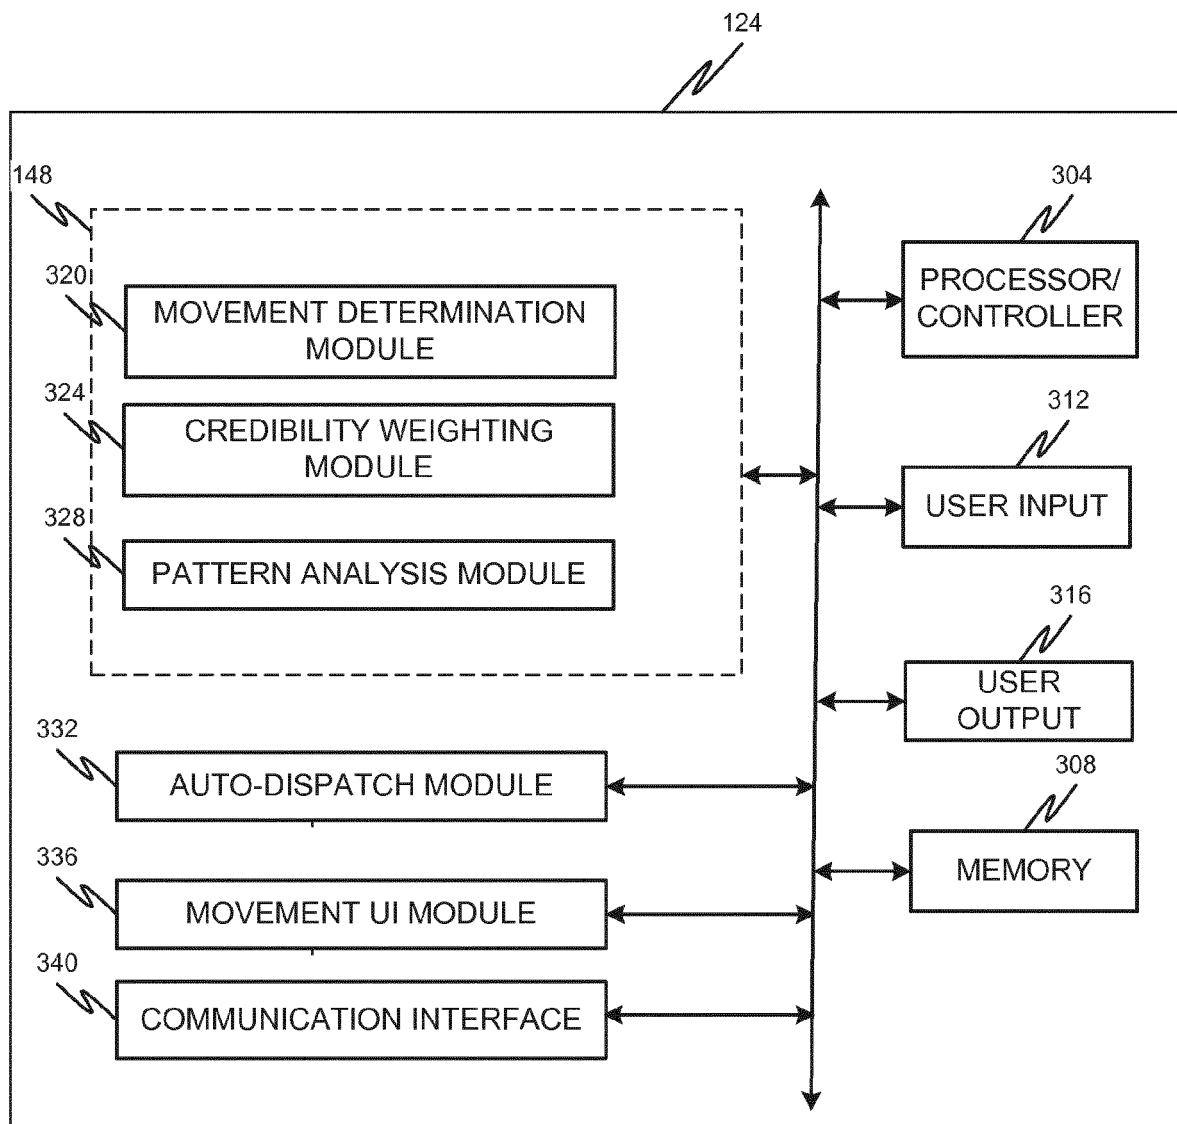 124
148
304
320
MOVEMENT DETERMINATION
MODULE
PROCESSOR/
CONTROLLER
324
CREDIBILITY WEIGHTING
MODULE
312
USER INPUT
328
PATTERN ANALYSIS MODULE
316
USER
OUTPUT
332
AUTO-DISPATCH MODULE
308
MEMORY
336
MOVEMENT UI MODULE
340
COMMUNICATION INTERFACE